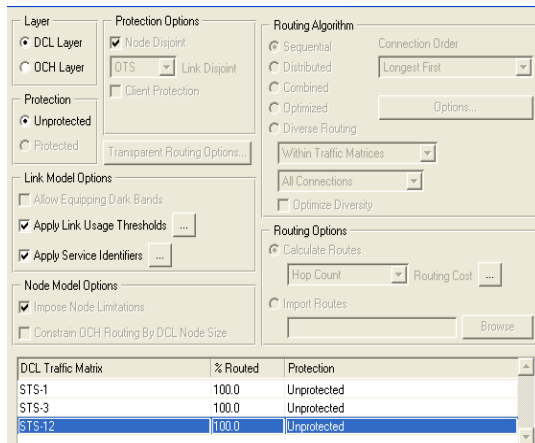 Layer
DCL Layer
OCH Layer
Protection
Unprotected
Protected
Protection Options
Node Disjoint
OTS Link Disjoint
Client Protection
Transparent Routing Options...
Link Model Options
Allow Equipping Dark Bands
Apply Link Usage Thresholds ...
Apply Service Identifiers ...
Node Model Options
Impose Node Limitations
Constrain OCH Routing By DCL Node Size
Routing Algorithm
Sequential
Distributed
Combined
Optimized
Diverse Routing
Connection Order
Longest First
Options...
Within Traffic Matrices
All Connections
Optimize Diversity
Routing Options
Calculate Routes
Hop Count Routing Cost ...
Import Routes
Browse
DCL Traffic Matrix % Routed Protection
STS-1 100.0 Unprotected
STS-3 100.0 Unprotected
STS-12 100.0 Unprotected